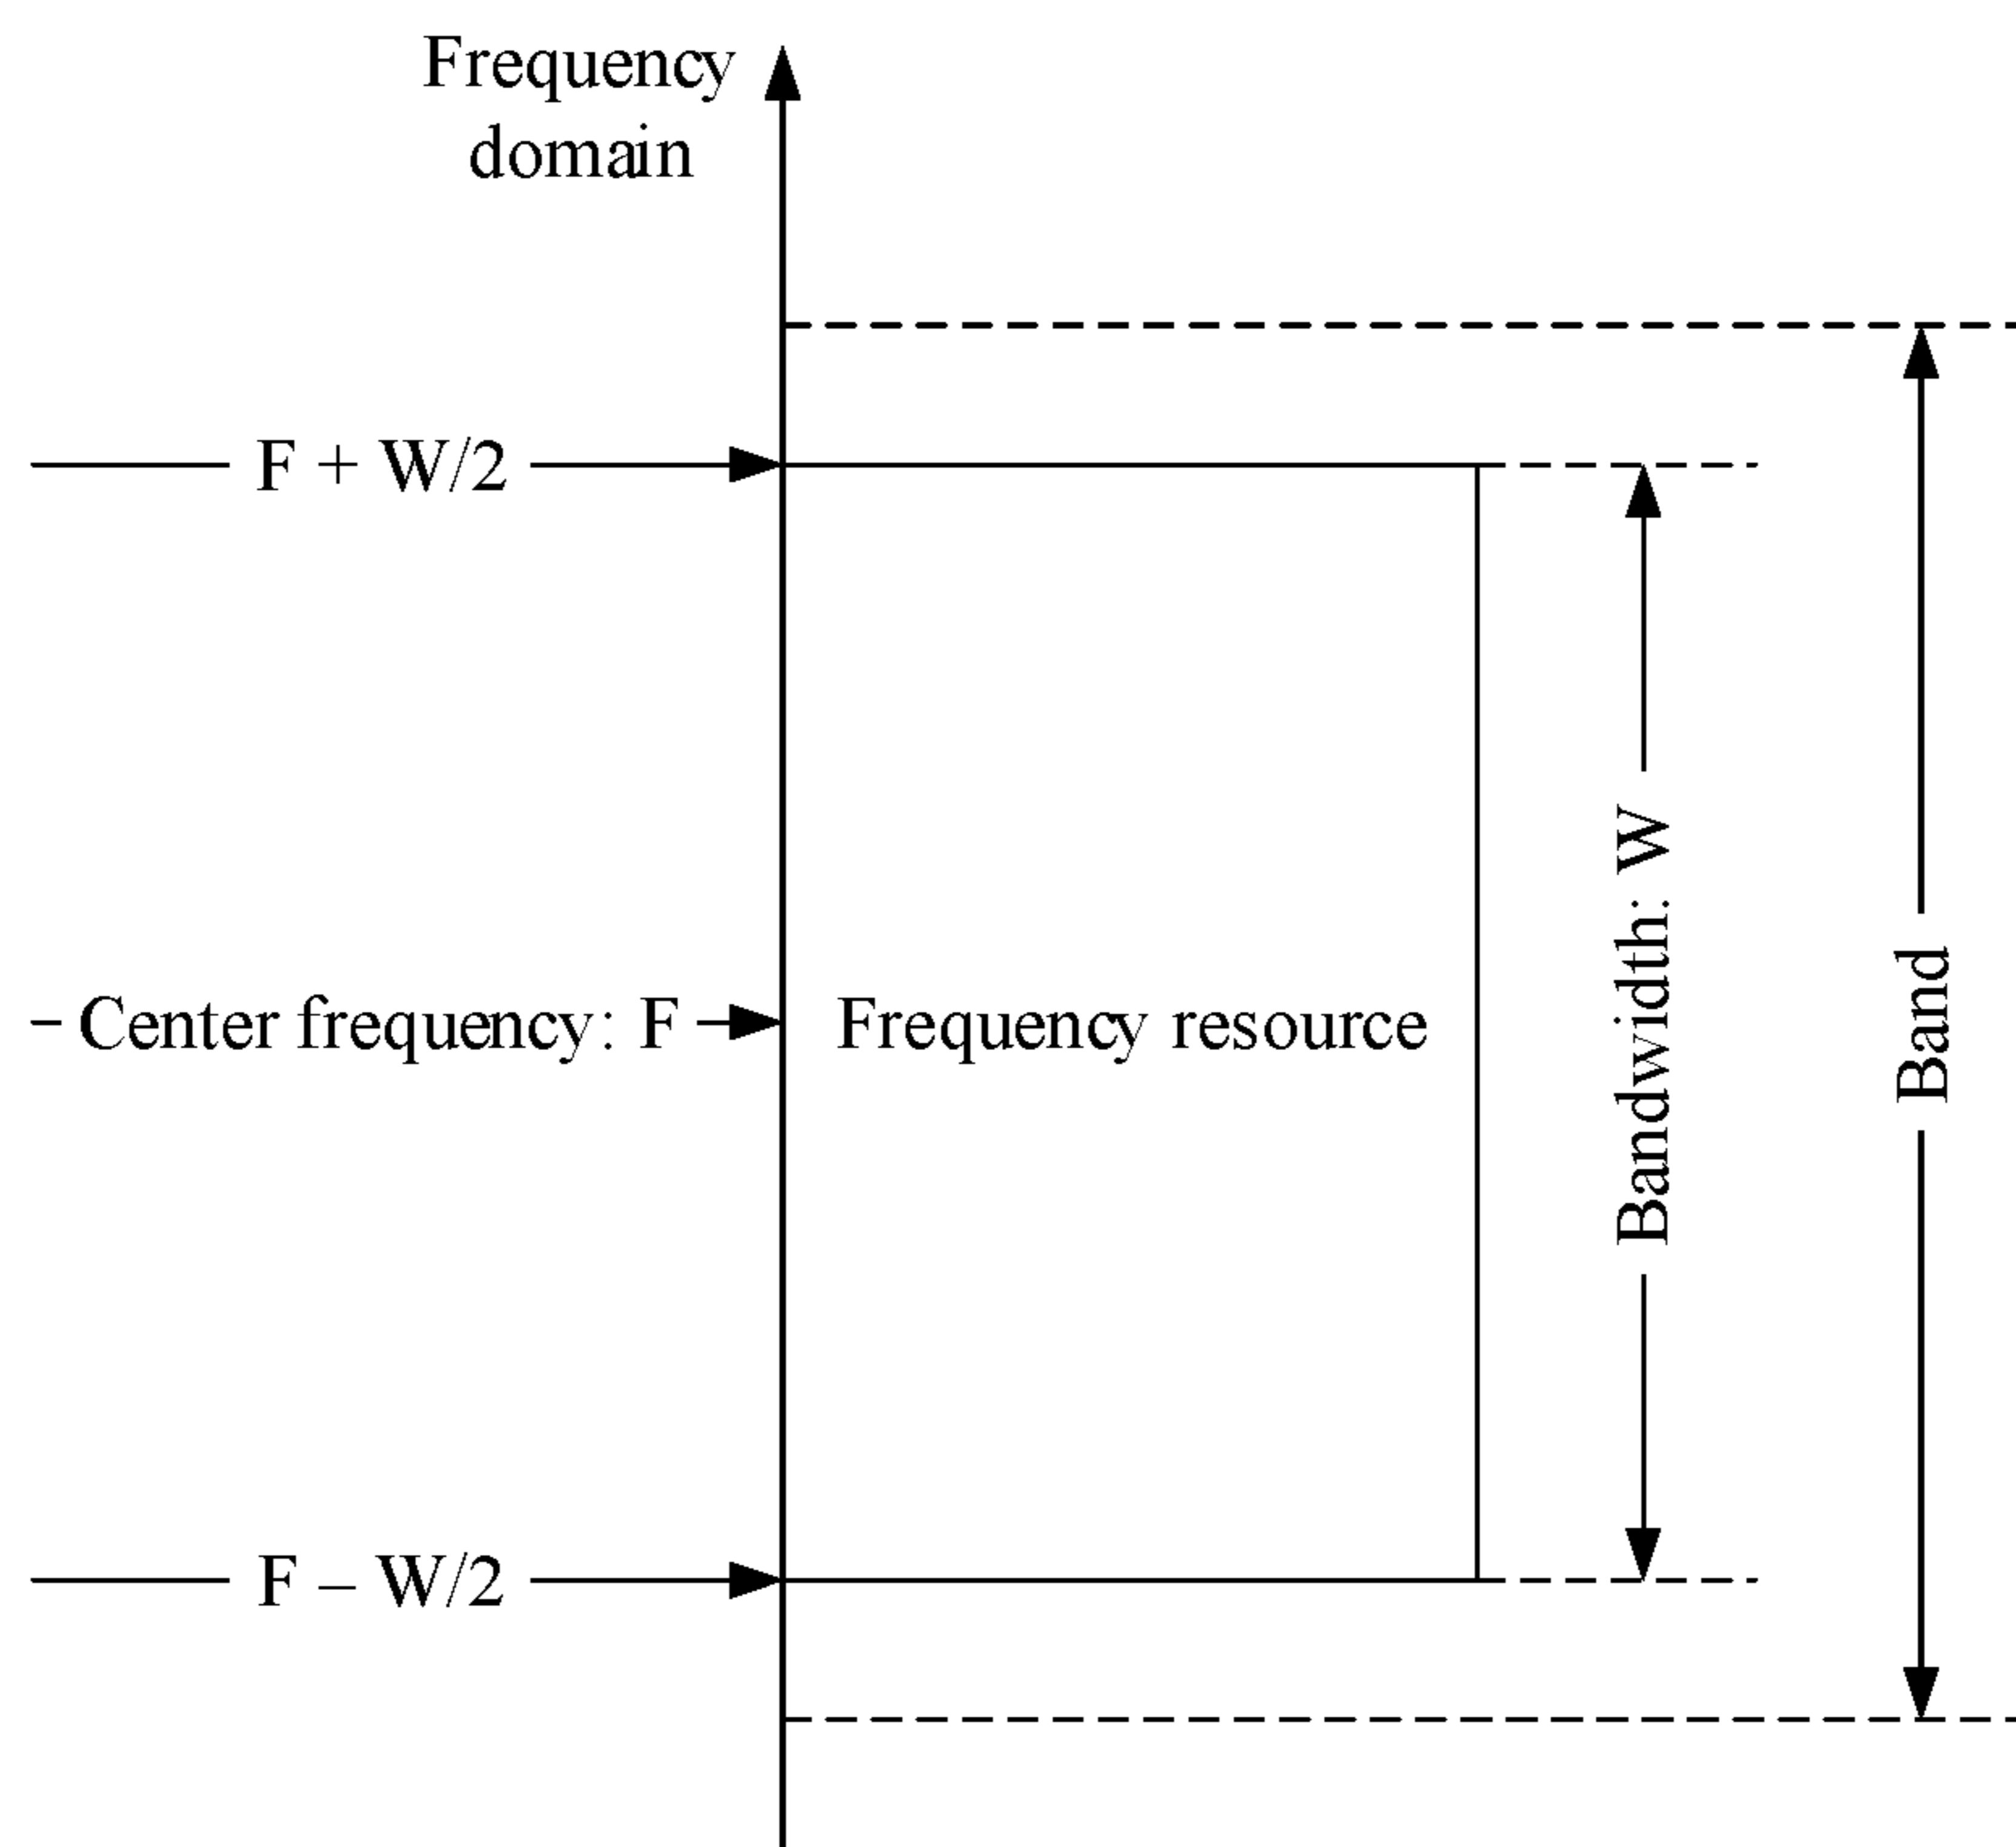 Frequency
domain
F + W/2
Center frequency: F
Frequency resource
Bandwidth: W
Band
F – W/2